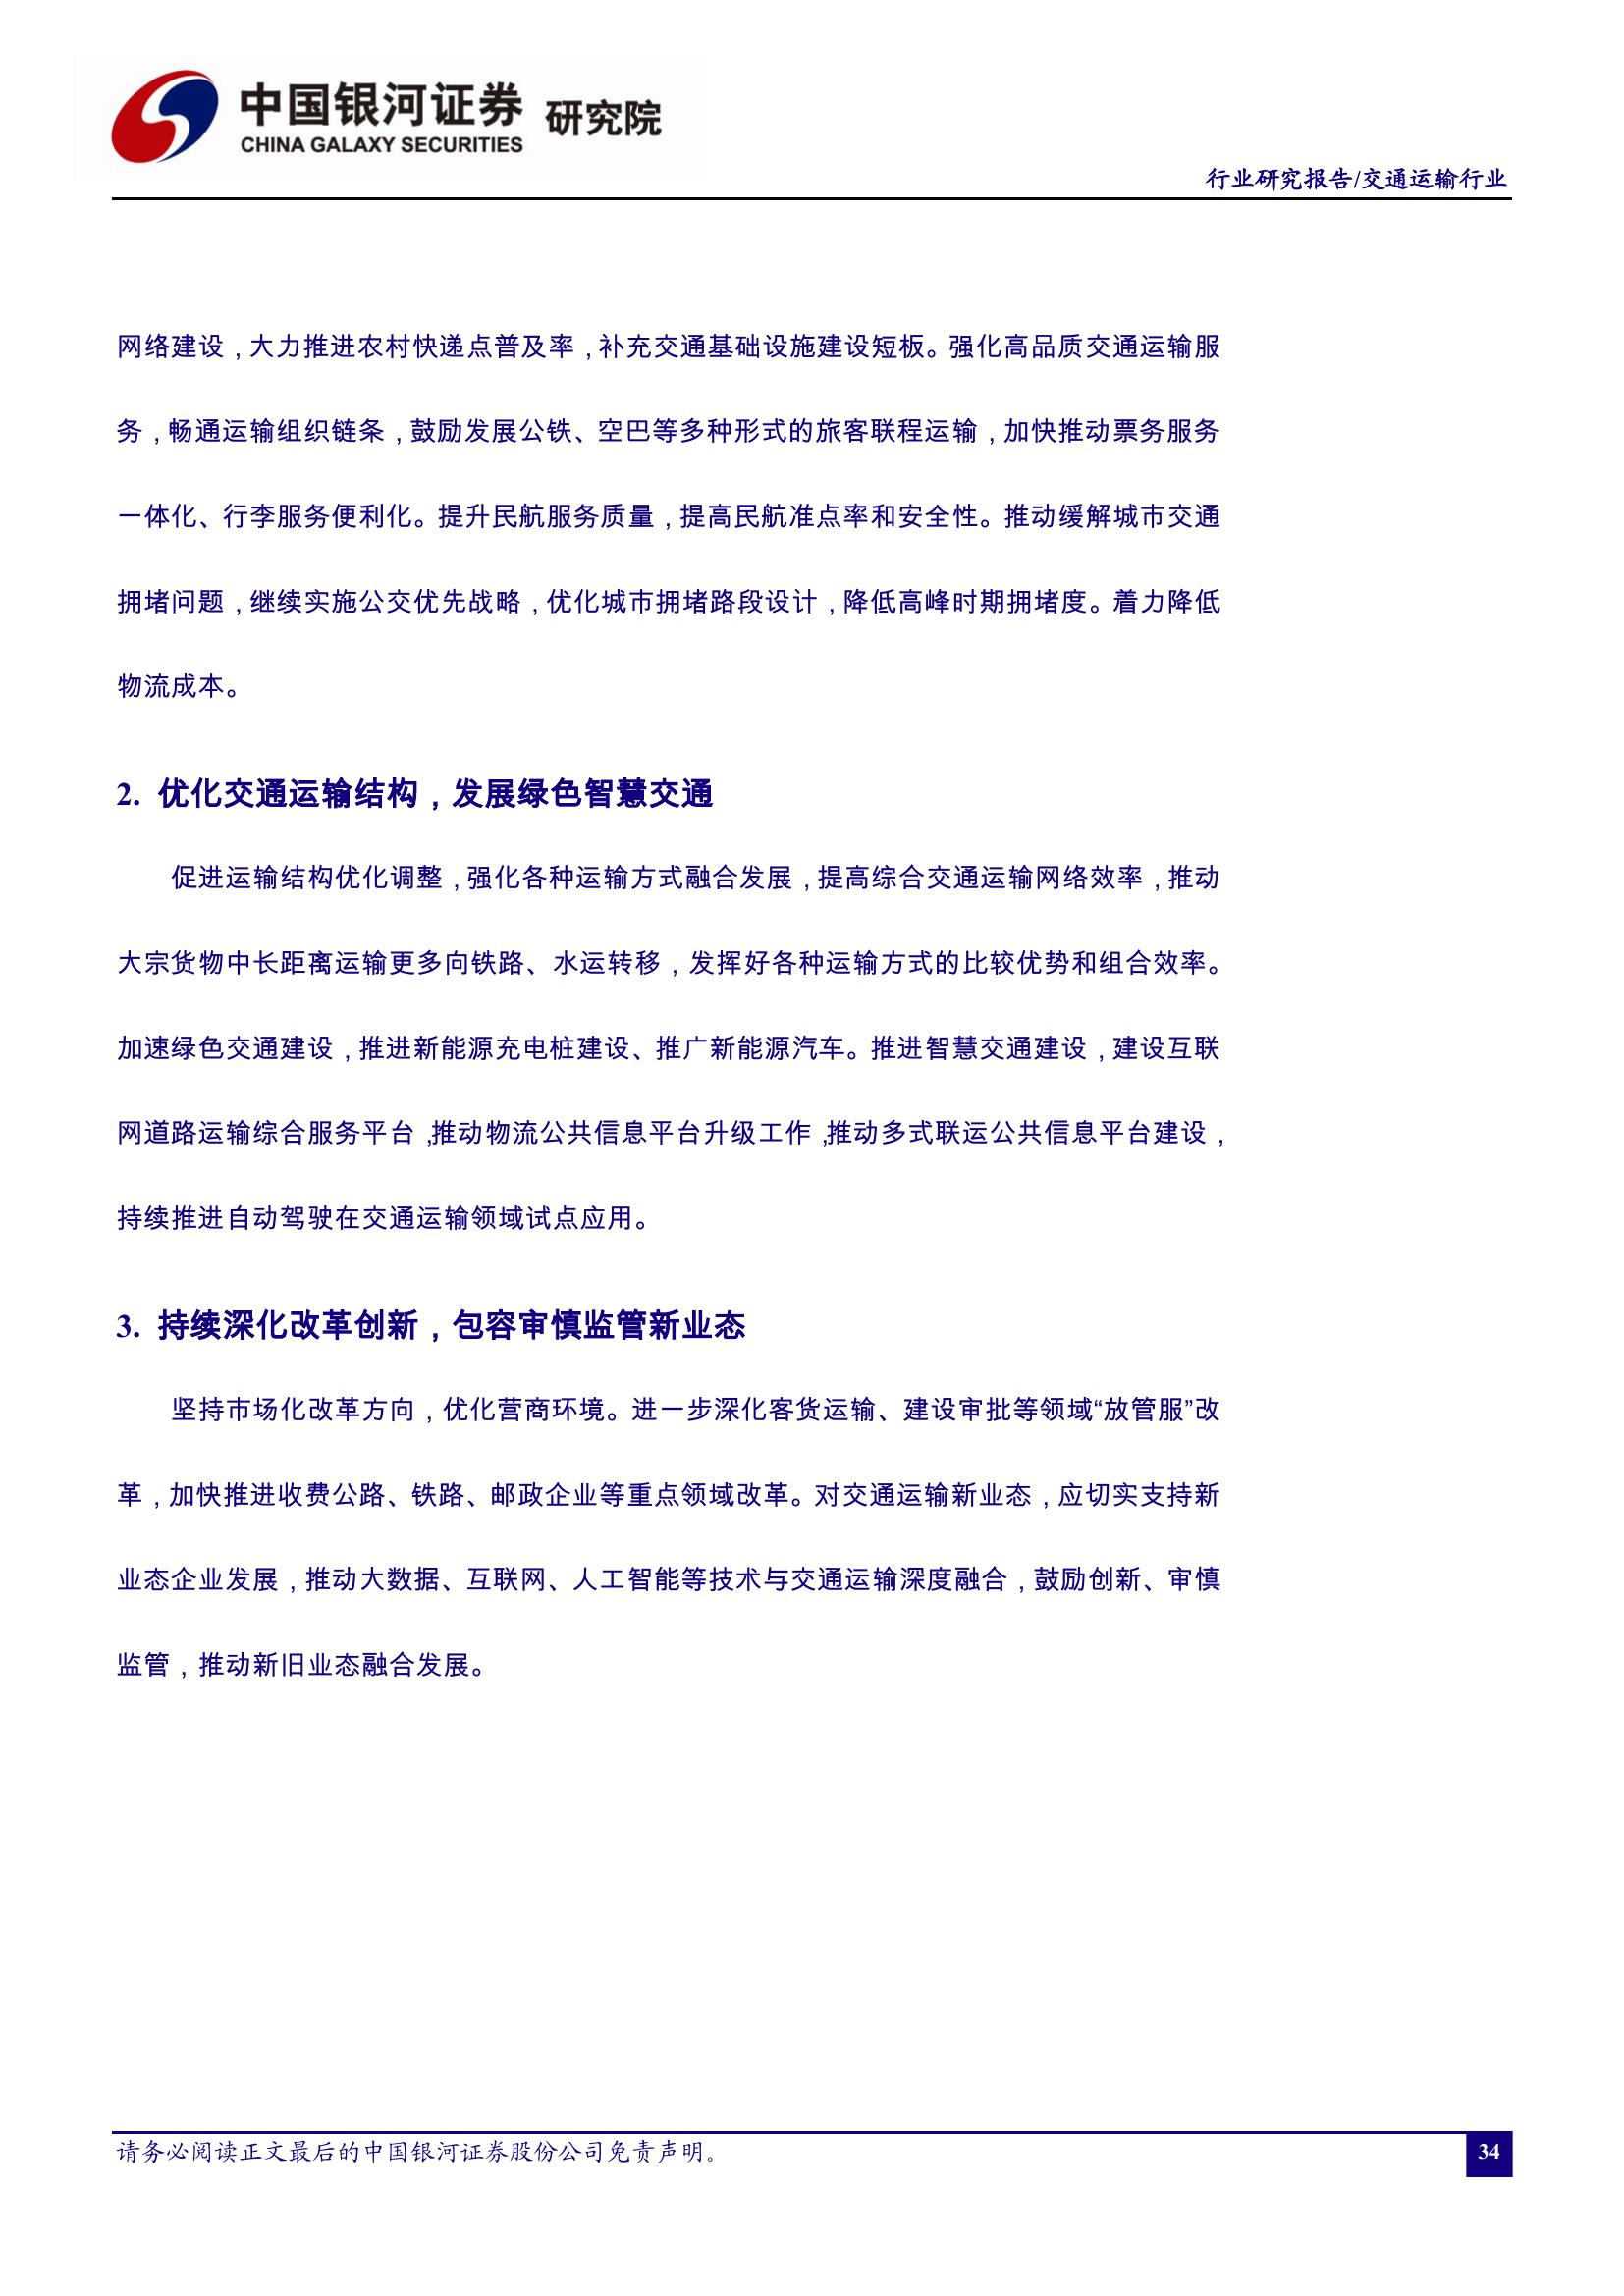 中国银河证券 研究院
CHINA GALAXY SECURITIES
行业研究报告/交通运输行业
网络建设，大力推进农村快递点普及率，补充交通基础设施建设短板。强化高品质交通运输服
务，畅通运输组织链条，鼓励发展公铁、空巴等多种形式的旅客联程运输，加快推动票务服务
一体化、行李服务便利化。提升民航服务质量，提高民航准点率和安全性。推动缓解城市交通
拥堵问题，继续实施公交优先战略，优化城市拥堵路段设计，降低高峰时期拥堵度。着力降低
物流成本。
2. 优化交通运输结构，发展绿色智慧交通
促进运输结构优化调整，强化各种运输方式融合发展，提高综合交通运输网络效率，推动
大宗货物中长距离运输更多向铁路、水运转移，发挥好各种运输方式的比较优势和组合效率。
加速绿色交通建设，推进新能源充电桩建设、推广新能源汽车。推进智慧交通建设，建设互联
网道路运输综合服务平台，推动物流公共信息平台升级工作，推动多式联运公共信息平台建设，
持续推进自动驾驶在交通运输领域试点应用。
3. 持续深化改革创新，包容审慎监管新业态
坚持市场化改革方向，优化营商环境。进一步深化客货运输、建设审批等领域“放管服”改
革，加快推进收费公路、铁路、邮政企业等重点领域改革。对交通运输新业态，应切实支持新
业态企业发展，推动大数据、互联网、人工智能等技术与交通运输深度融合，鼓励创新、审慎
监管，推动新旧业态融合发展。
请务必阅读正文最后的中国银河证券股份公司免责声明。
34